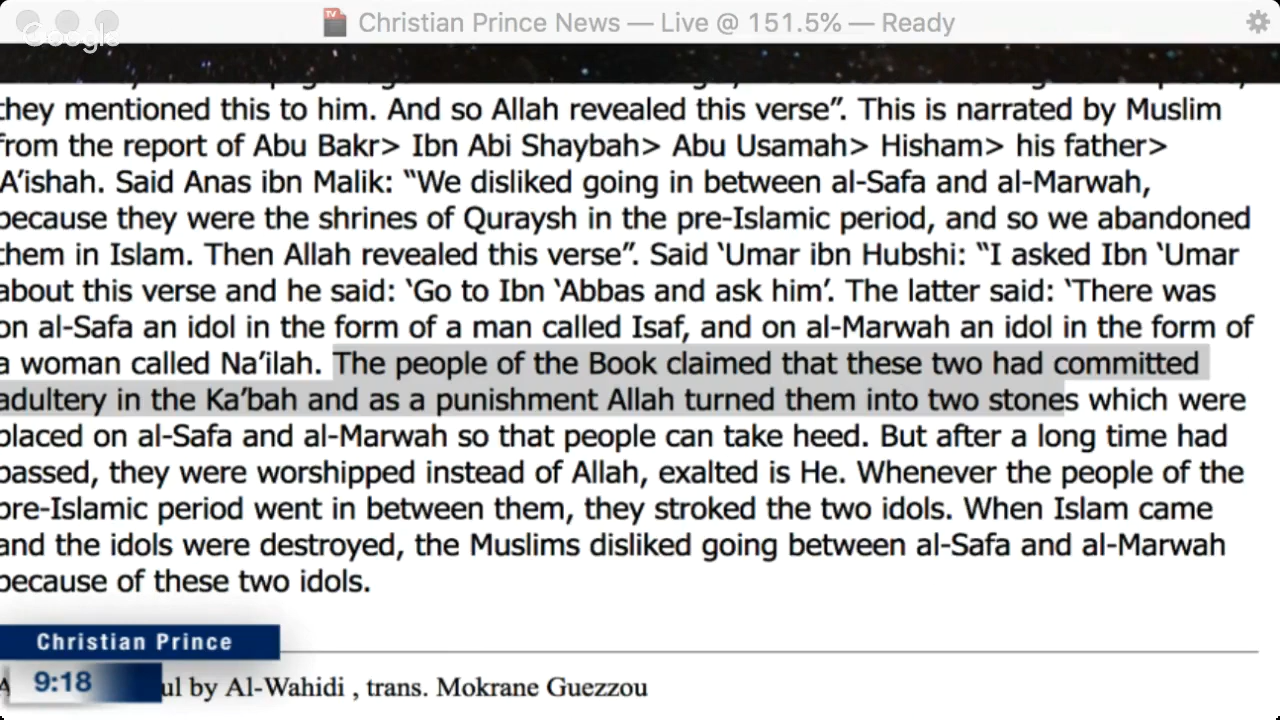 Christian Prince News — Live @ 151.5% — Ready
Google
they mentioned this to him. And so Allah revealed this verse”. This is narrated by Muslim
from the report of Abu Bakr> Ibn Abi Shaybah> Abu Usamah> Hisham> his father>
A’ishah. Said Anas ibn Malik: “We disliked going in between al-Safa and al-Marwah,
because they were the shrines of Quraysh in the pre-Islamic period, and so we abandoned
them in Islam. Then Allah revealed this verse”. Said ‘Umar ibn Hubshi: “I asked Ibn ‘Umar
about this verse and he said: ‘Go to Ibn ‘Abbas and ask him’. The latter said: ‘There was
on al-Safa an idol in the form of a man called Isaf, and on al-Marwah an idol in the form of
a woman called Na’ilah. The people of the Book claimed that these two had committed
adultery in the Ka’bah and as a punishment Allah turned them into two stones which were
placed on al-Safa and al-Marwah so that people can take heed. But after a long time had
passed, they were worshipped instead of Allah, exalted is He. Whenever the people of the
pre-Islamic period went in between them, they stroked the two idols. When Islam came
and the idols were destroyed, the Muslims disliked going between al-Safa and al-Marwah
because of these two idols.
Christian Prince
9:18
ul by Al-Wahidi , trans. Mokrane Guezzou